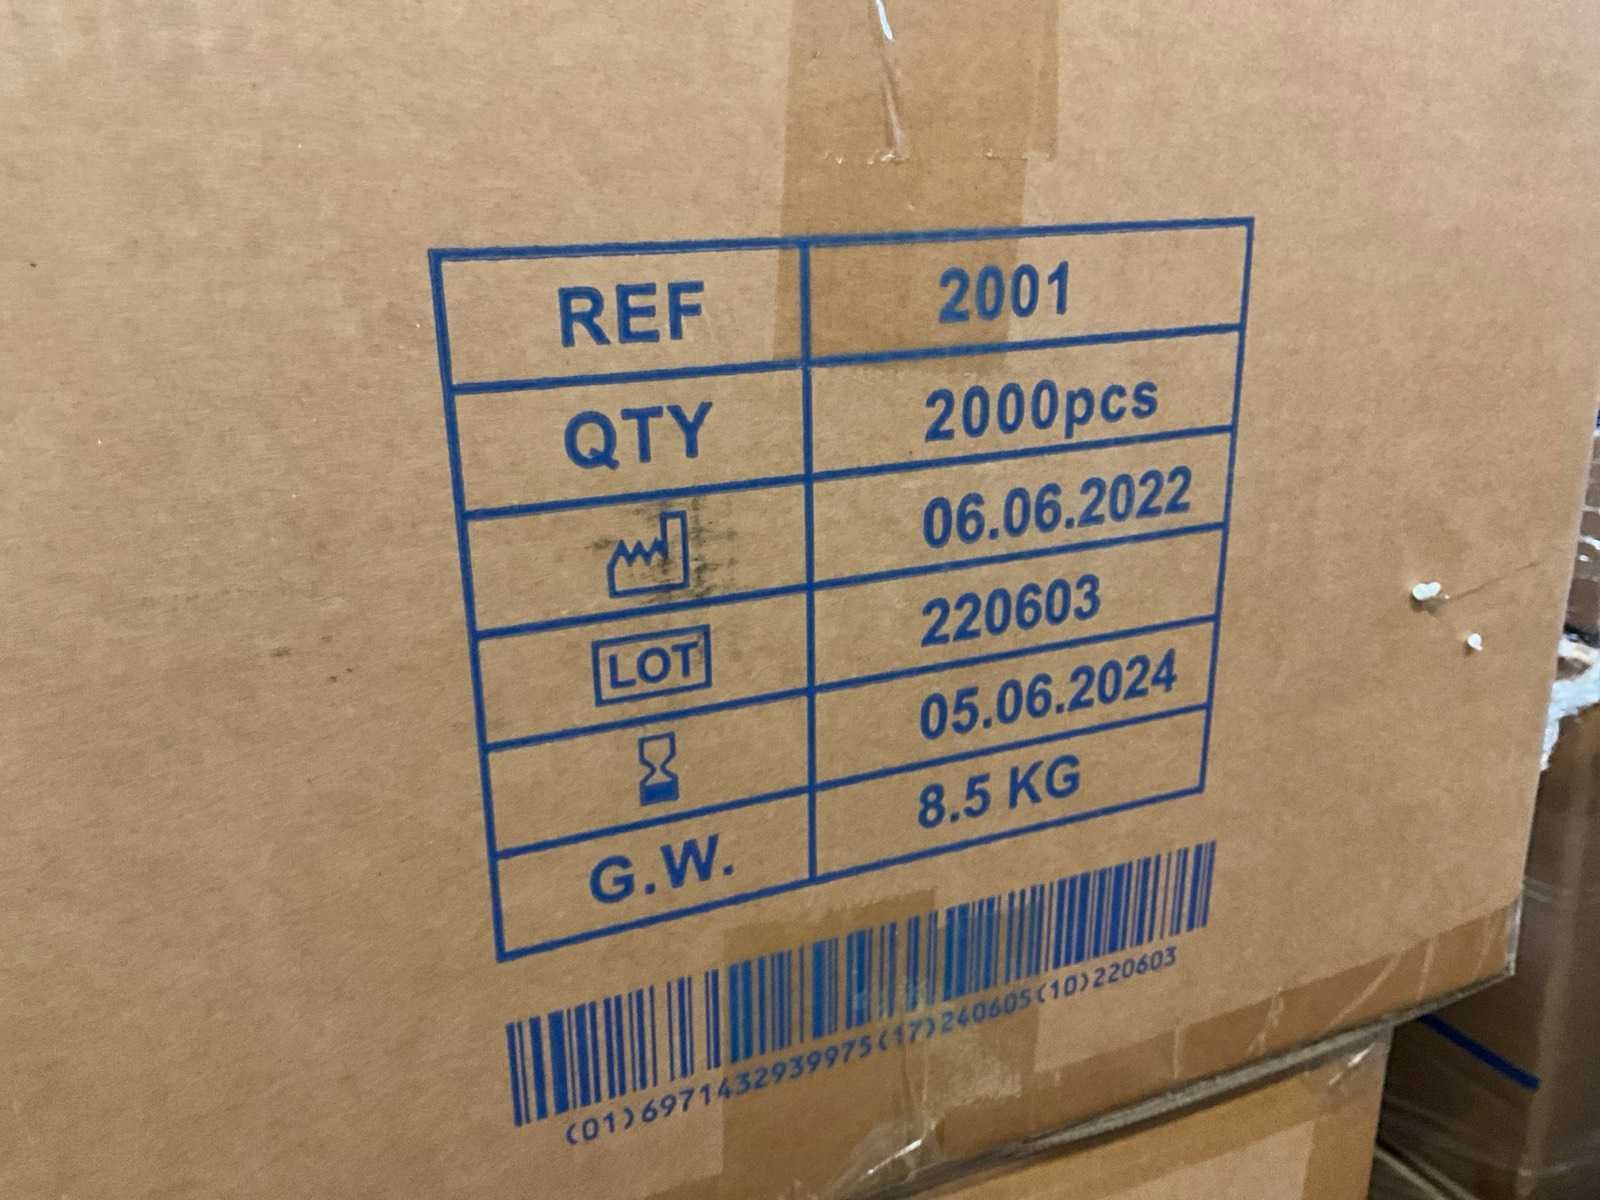 REF 2001
QTY 2000pcs
06.06.2022
LOT 220603
05.06.2024
G.W. 8.5 KG
(01)6971432939975(17)240605(10)220603